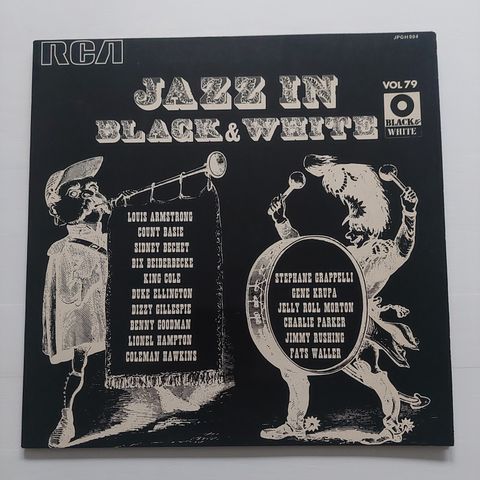 RCA
JPGH 994
JAZZ IN
BLACK & WHITE
VOL 79
BLACK &
WHITE
LOUIS ARMSTRONG
COUNT BASIE
SIDNEY BECHET
BIX BEIDERBECKE
KING COLE
DUKE ELLINGTON
DIZZY GILLESPIE
BENNY GOODMAN
LIONEL HAMPTON
COLEMAN HAWKINS
STEPHANE GRAPPELLI
GENE KRUPA
JELLY ROLL MORTON
CHARLIE PARKER
JIMMY RUSHING
FATS WALLER